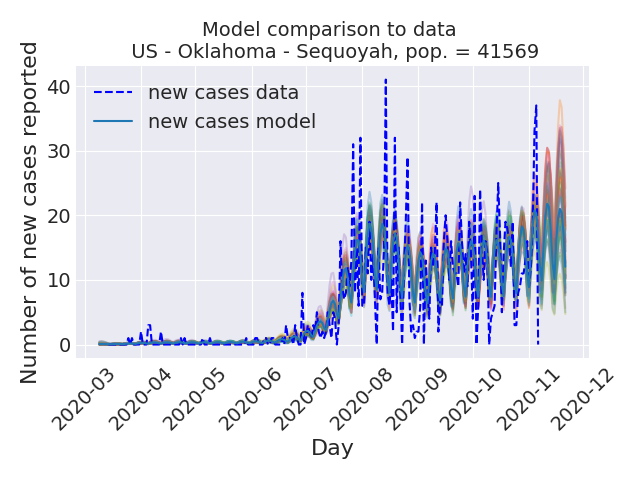 Model comparison to data
US - Oklahoma - Sequoyah, pop. = 41569
Number of new cases reported
40
30
20
10
0
new cases data
new cases model
2020-03
2020-04
2020-05
2020-06
2020-07
2020-08
2020-09
2020-10
2020-11
2020-12
Day